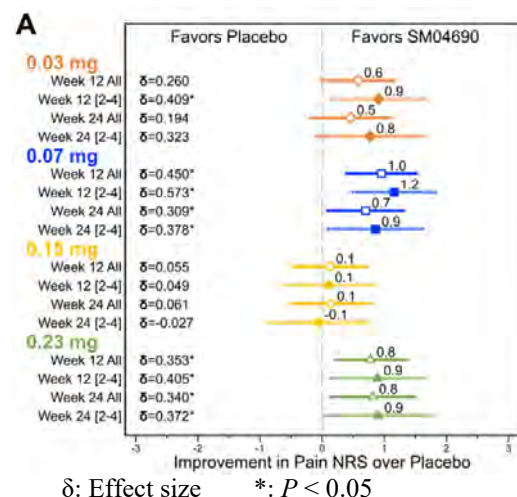 A
Favors Placebo Favors SM04690
0.03 mg
Week 12 All δ=0.260 0.6
Week 12 [2-4] δ=0.409* 0.9
Week 24 All δ=0.194 0.5
Week 24 [2-4] δ=0.323 0.8
0.07 mg
Week 12 All δ=0.450* 1.0
Week 12 [2-4] δ=0.573* 1.2
Week 24 All δ=0.309* 0.7
Week 24 [2-4] δ=0.378* 0.9
0.15 mg
Week 12 All δ=0.055 0.1
Week 12 [2-4] δ=0.049 0.1
Week 24 All δ=0.061 0.1
Week 24 [2-4] δ=-0.027 -0.1
0.23 mg
Week 12 All δ=0.353* 0.8
Week 12 [2-4] δ=0.405* 0.9
Week 24 All δ=0.340* 0.8
Week 24 [2-4] δ=0.372* 0.9
-3 -2 -1 0 1 2 3
Improvement in Pain NRS over Placebo
δ: Effect size *: P < 0.05